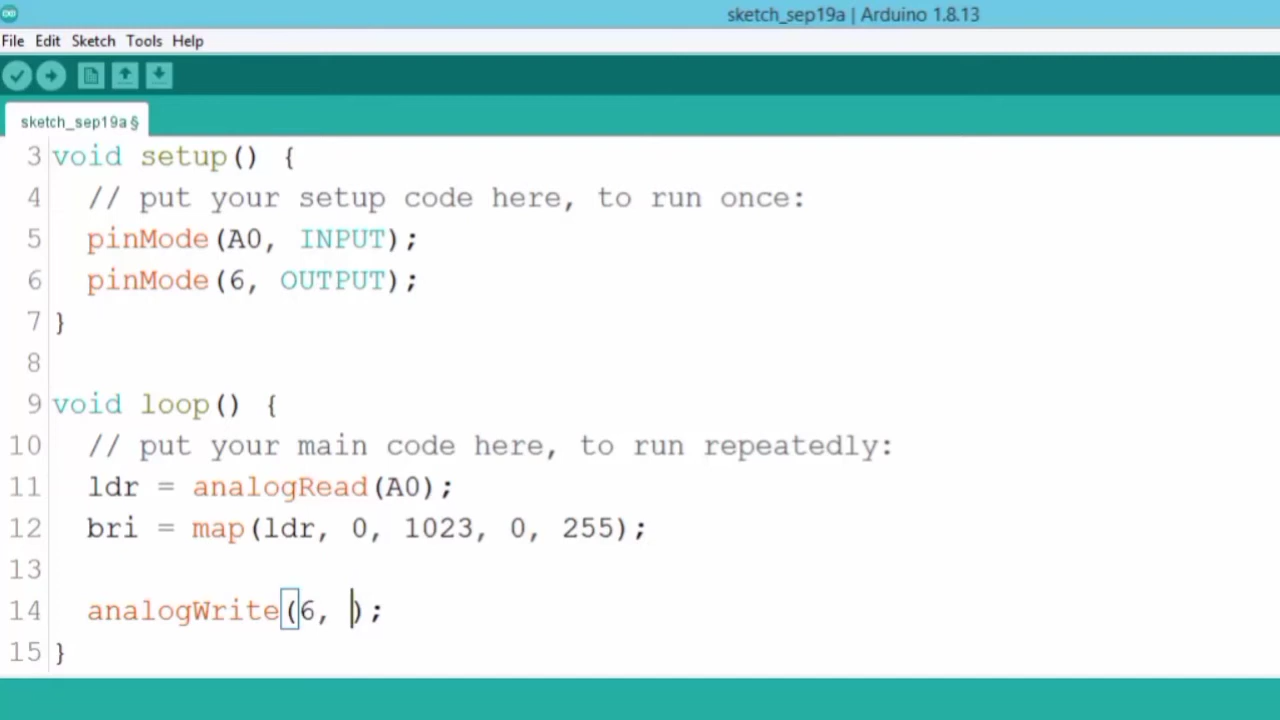 sketch_sep19a | Arduino 1.8.13
File Edit Sketch Tools Help
sketch_sep19a §
3 void setup() {
4 // put your setup code here, to run once:
5 pinMode(A0, INPUT);
6 pinMode(6, OUTPUT);
7 }
8
9 void loop() {
10 // put your main code here, to run repeatedly:
11 ldr = analogRead(A0);
12 bri = map(ldr, 0, 1023, 0, 255);
13
14 analogWrite(6, );
15 }